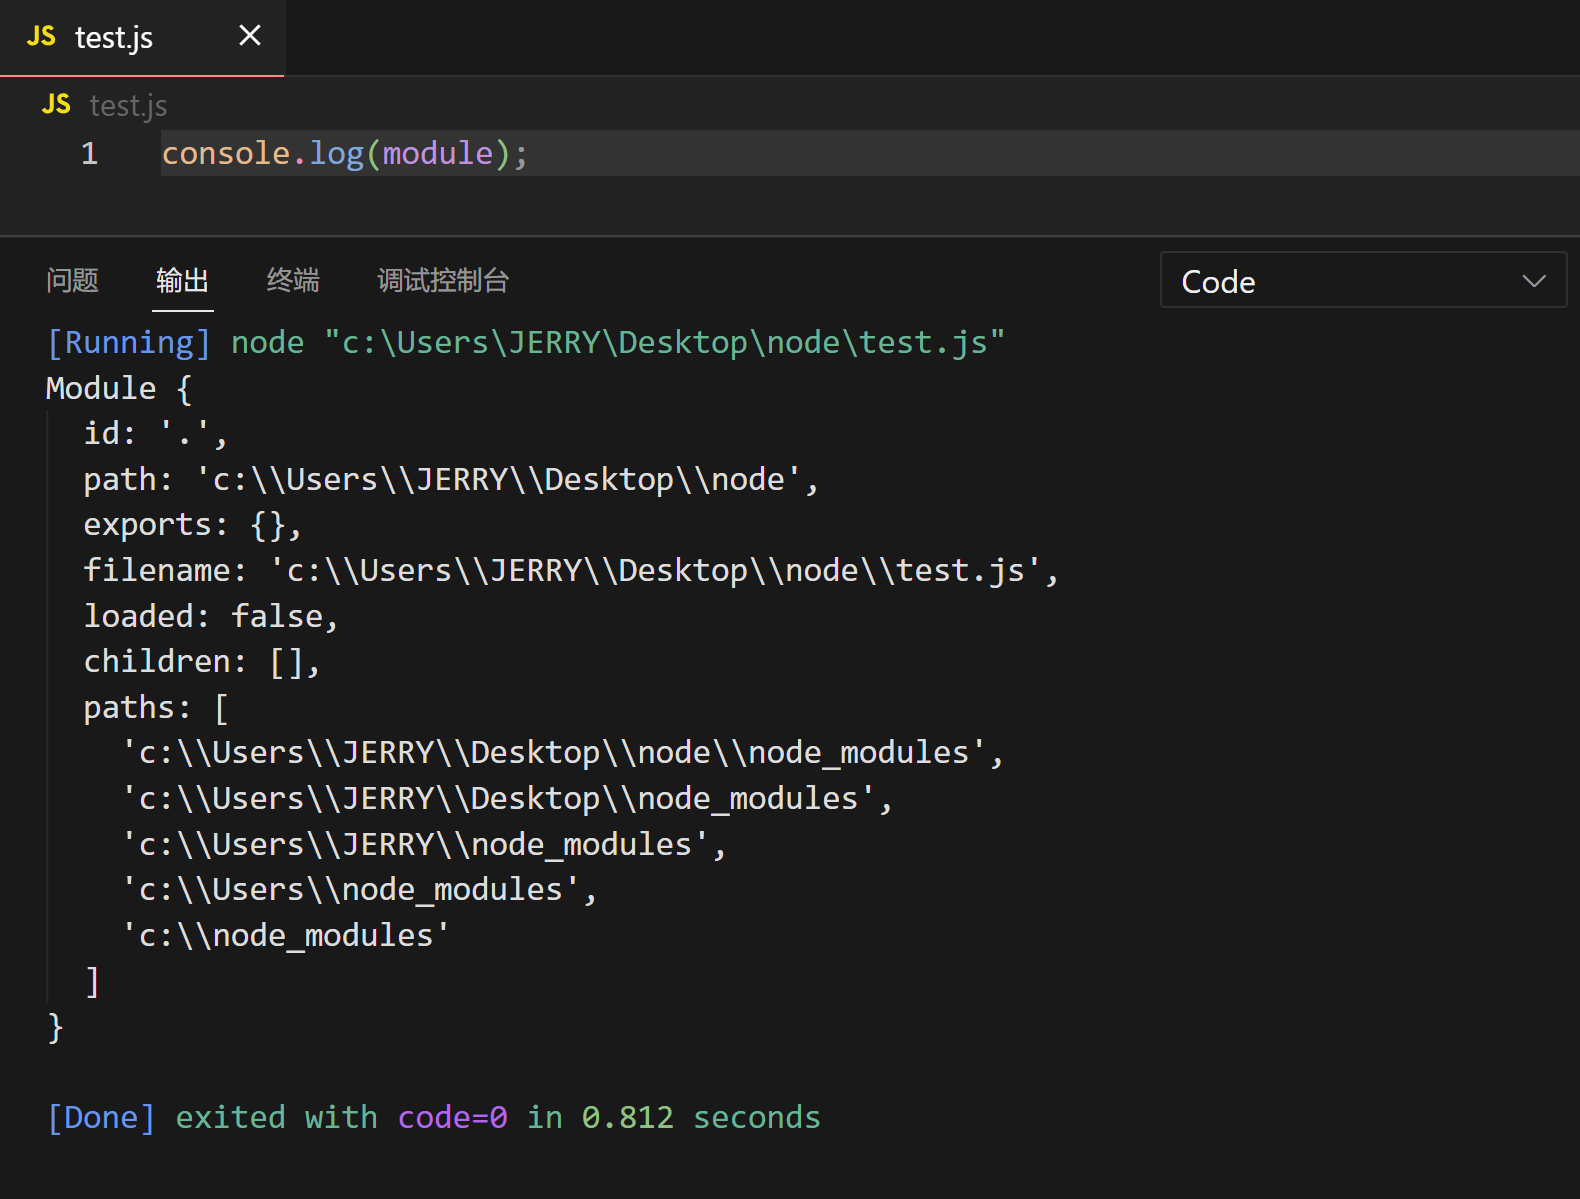 JS test.js
JS test.js
1 console.log(module);
问题 输出 终端 调试控制台 Code
[Running] node "c:\Users\JERRY\Desktop\node\test.js"
Module {
  id: '.',
  path: 'c:\\Users\\JERRY\\Desktop\\node',
  exports: {},
  filename: 'c:\\Users\\JERRY\\Desktop\\node\\test.js',
  loaded: false,
  children: [],
  paths: [
    'c:\\Users\\JERRY\\Desktop\\node\\node_modules',
    'c:\\Users\\JERRY\\Desktop\\node_modules',
    'c:\\Users\\JERRY\\node_modules',
    'c:\\Users\\node_modules',
    'c:\\node_modules'
  ]
}
[Done] exited with code=0 in 0.812 seconds